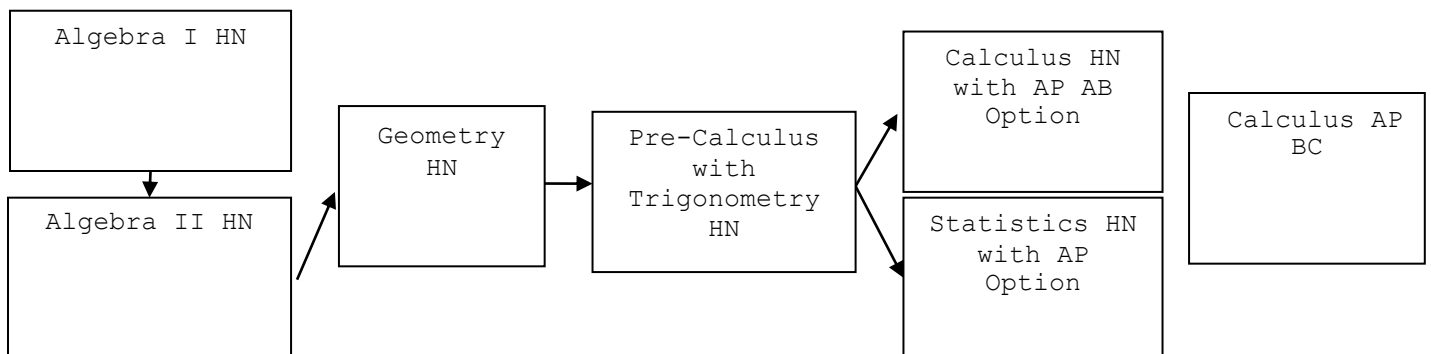 Algebra I HN
Algebra II HN
Geometry
HN
Pre-Calculus
with
Trigonometry
HN
Calculus HN
with AP AB
Option
Statistics HN
with AP
Option
Calculus AP
BC